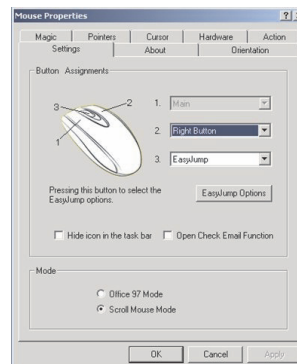 Mouse Properties
Magic Pointers Cursor Hardware Action
Settings About Orientation
Button Assignments
3
2
1
1. Main
2. Right Button
3. EasyJump
Pressing this button to select the
EasyJump options.
EasyJump Options
Hide icon in the task bar Open Check Email Function
Mode
Office 97 Mode
Scroll Mouse Mode
OK Cancel Apply